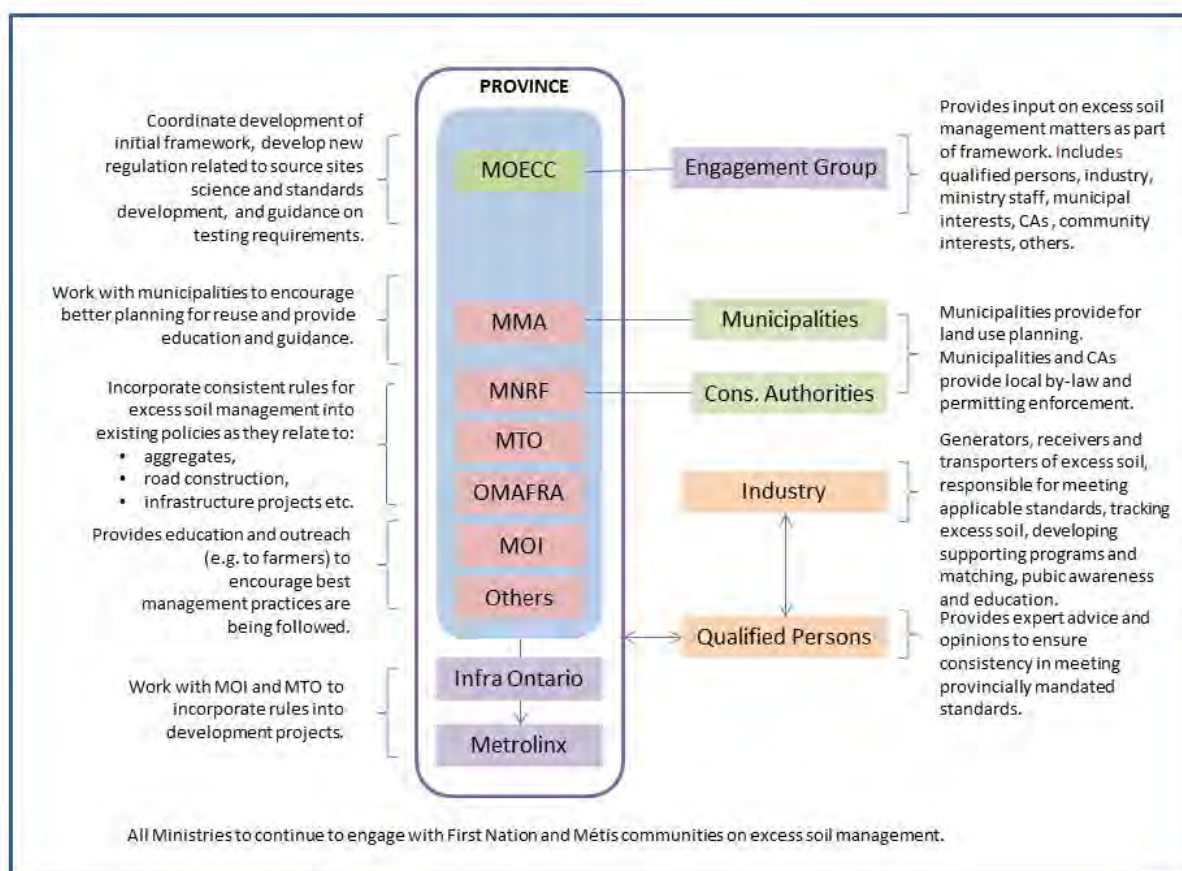 PROVINCE
Coordinate development of
initial framework, develop new
regulation related to source sites
science and standards
development, and guidance on
testing requirements.
MOECC
Engagement Group
Provides input on excess soil
management matters as part
of framework. Includes
qualified persons, industry,
ministry staff, municipal
interests, CAs , community
interests, others.
Work with municipalities to encourage
better planning for reuse and provide
education and guidance.
MMA
Municipalities
Municipalities provide for
land use planning.
Municipalities and CAs
provide local by-law and
permitting enforcement.
Incorporate consistent rules for
excess soil management into
existing policies as they relate to:
• aggregates,
• road construction,
• infrastructure projects etc.
MNRF
Cons. Authorities
MTO
OMAFRA
Industry
Generators, receivers and
transporters of excess soil,
responsible for meeting
applicable standards, tracking
excess soil, developing
supporting programs and
matching, pubic awareness
and education.
Provides education and outreach
(e.g. to farmers) to
encourage best
management practices are
being followed.
MOI
Others
Qualified Persons
Provides expert advice and
opinions to ensure
consistency in meeting
provincially mandated
standards.
Work with MOI and MTO to
incorporate rules into
development projects.
Infra Ontario
Metrolinx
All Ministries to continue to engage with First Nation and Métis communities on excess soil management.